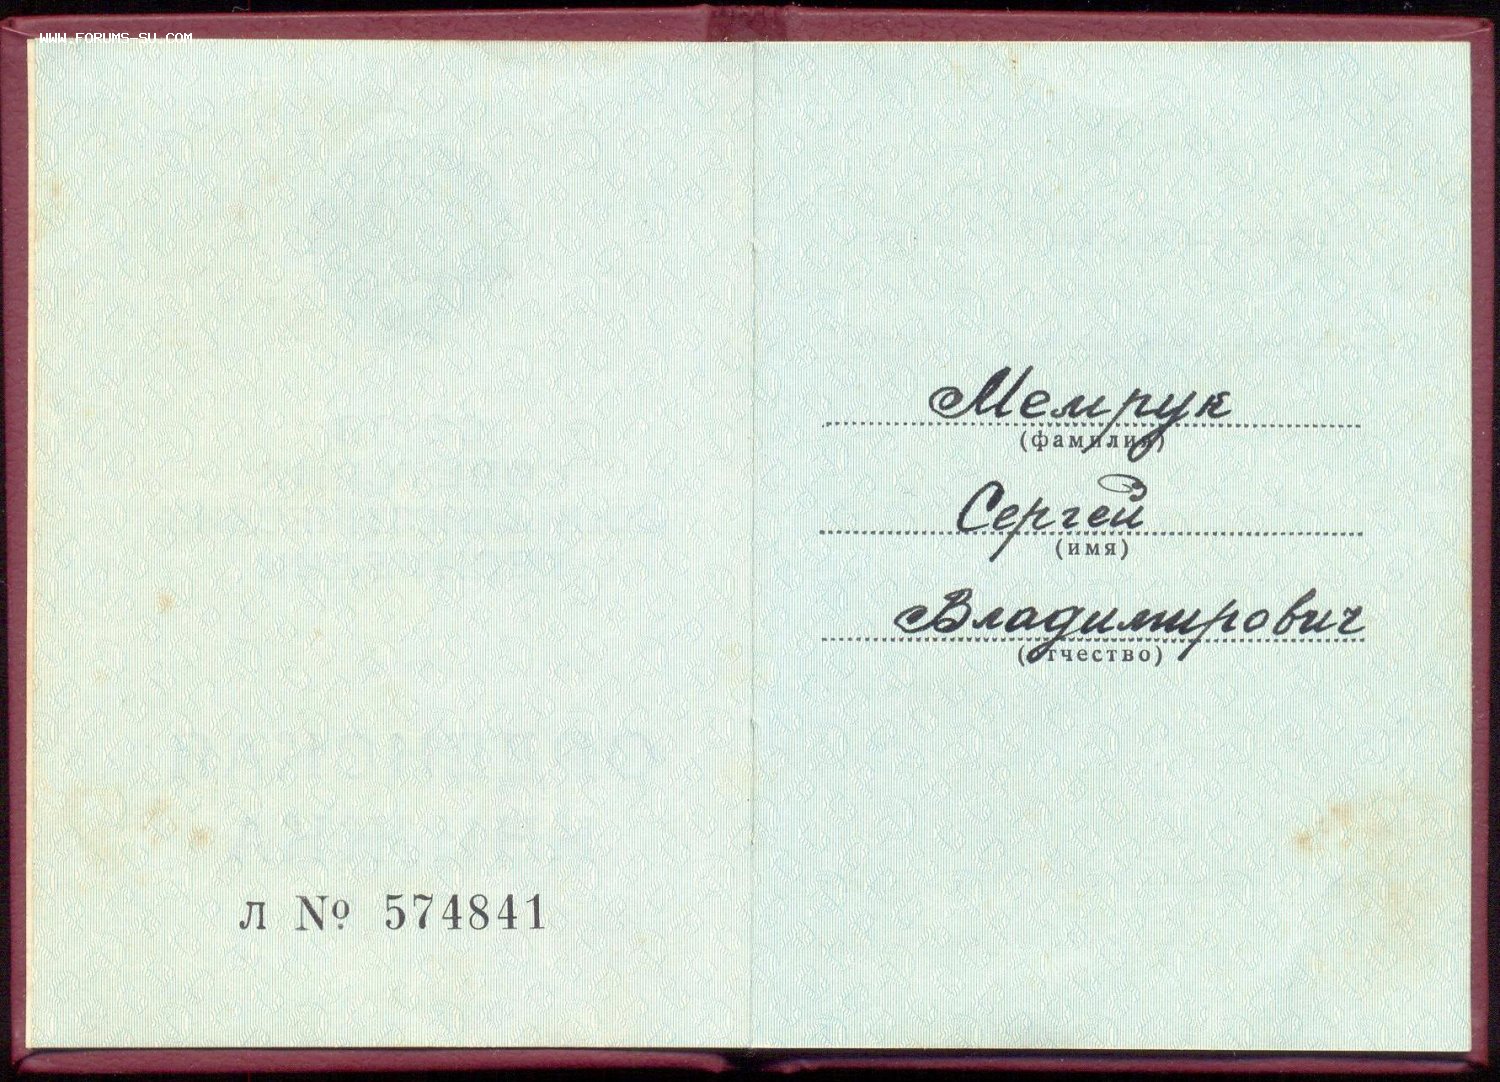 WWW.FORUMS-SU.COM
Мемрук
(фамилия)
Сергей
(имя)
Владимирович
(отчество)
Л № 574841